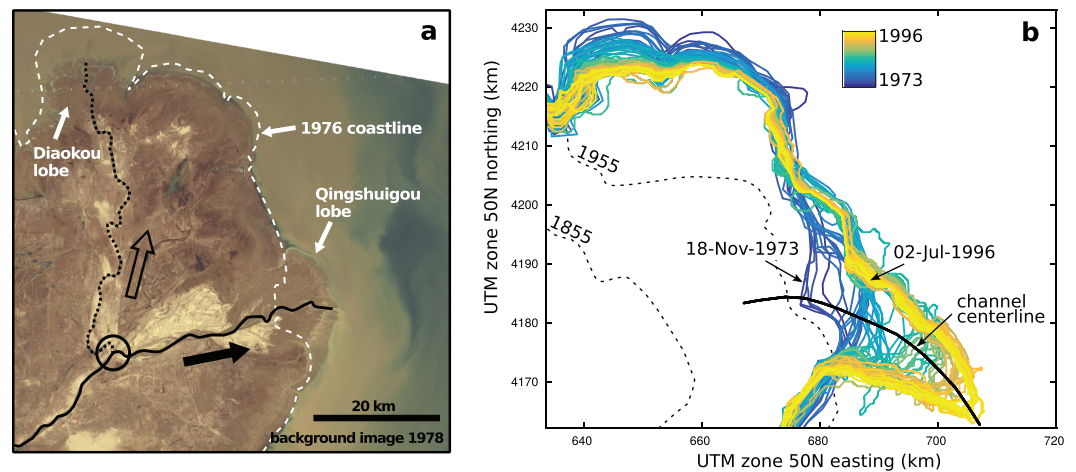 a
Diaokou
lobe
1976 coastline
Qingshuigou
lobe
20 km
background image 1978
b
UTM zone 50N northing (km)
4230
4220
4210
4200
4190
4180
4170
1996
1973
1955
1855
18-Nov-1973
02-Jul-1996
channel
centerline
640
660
680
700
720
UTM zone 50N easting (km)